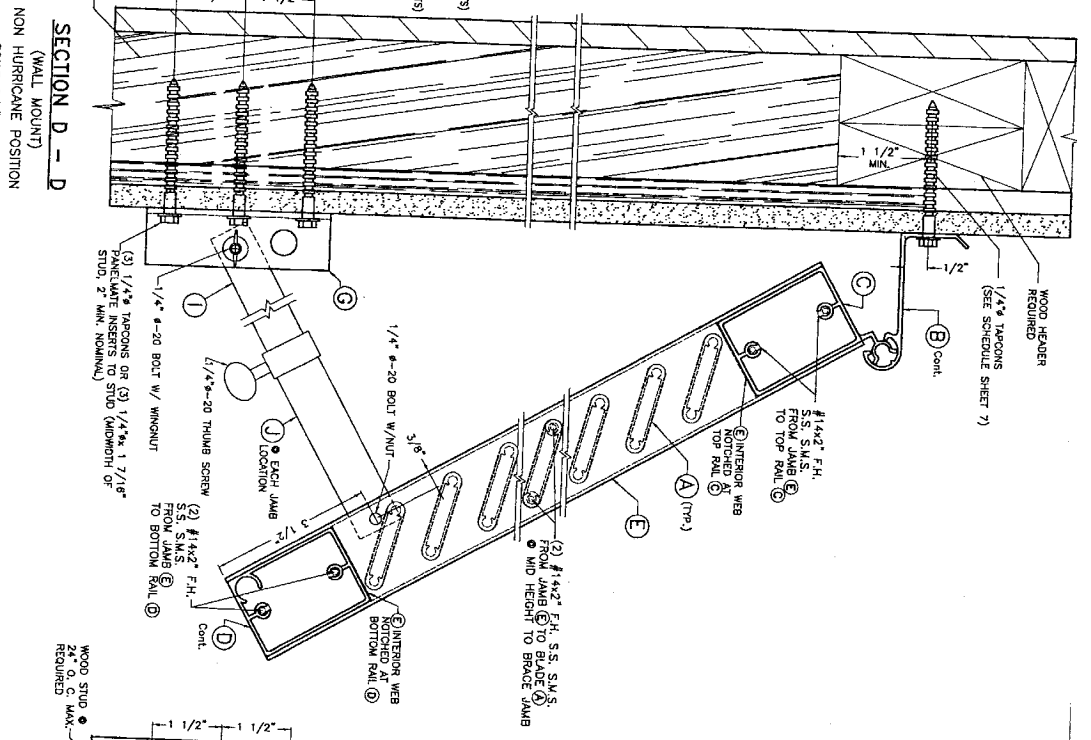 WOOD HEADER
REQUIRED
1/4"ø TAPCONS
(SEE SCHEDULE SHEET 7)
1 1/2"
MIN.
1/2"
B Cont.
C
#14x2" F.H.
S.S. S.M.S.
FROM JAMB E
TO TOP RAIL C
E INTERIOR WEB
NOTCHED AT
TOP RAIL C
A (TYP.)
E
(2) #14x2" F.H. S.S. S.M.S.
FROM JAMB E TO BLADE A
@ MID HEIGHT TO BRACE JAMB
G
I
(3) 1/4"ø TAPCONS OR (3) 1/4"øx 1 7/16"
PANELMATE INSERTS TO STUD (MIDWIDTH OF
STUD, 2" MIN. NOMINAL)
1/4" ø-20 BOLT W/ WINGNUT
1/4"ø-20 THUMB SCREW
1/4" ø-20 BOLT W/NUT
J @ EACH JAMB
LOCATION
3/8"
3 1/2"
(2) #14x2" F.H.
S.S. S.M.S.
FROM JAMB E
TO BOTTOM RAIL D
D
Cont.
E INTERIOR WEB
NOTCHED AT
BOTTOM RAIL D
SECTION D - D
(WALL MOUNT)
NON HURRICANE POSITION
WOOD STUD @
24" O. C. MAX.
REQUIRED
1 1/2"
1 1/2"